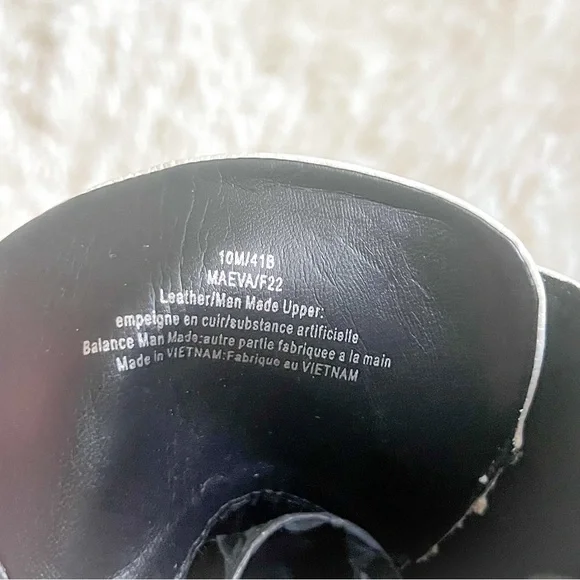 10M/41B
MAEVA/F22
Leather/Man Made Upper:
empeigne en cuir/substance artificielle
Balance Man Made:autre partie fabriquee a la main
Made in VIETNAM:Fabrique au VIETNAM